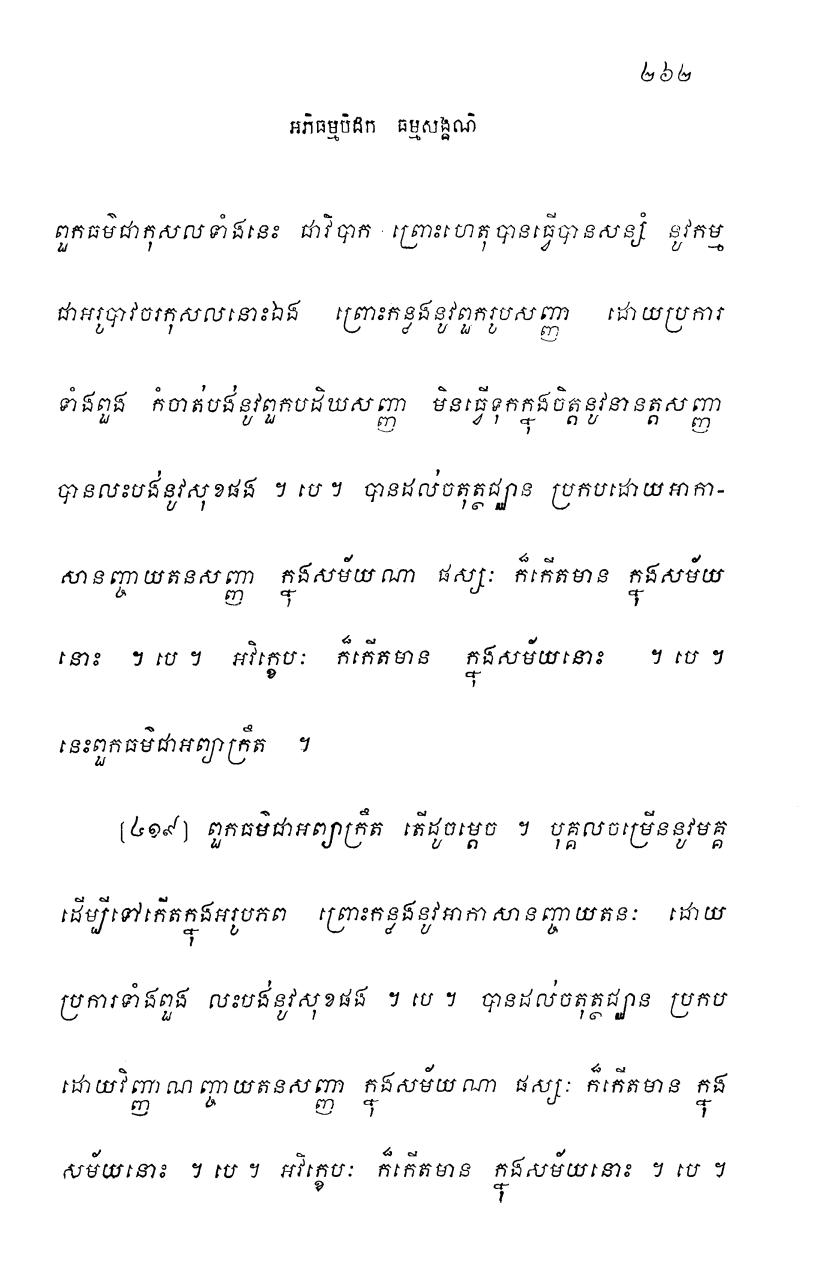 ២៦២
អភិធម្មបិដក ធម្មសង្គណិ
ពួកធម៌ជាកុសលទាំងនេះ ជាវិបាក ព្រោះហេតុបានធ្វើបានសន្សំ នូវកម្ម
ជាអរូបាវចរកុសលនោះឯង ព្រោះកន្លងនូវពួករូបសញ្ញា ដោយប្រការ
ទាំងពួង កំចាត់បង់នូវពួកបដិឃសញ្ញា មិនធ្វើទុកក្នុងចិត្តនូវនានត្តសញ្ញា
បានលះបង់នូវសុខផង ។ បេ ។ បានដល់ចតុត្ថជ្ឈាន ប្រកបដោយអាកា-
សានញ្ចាយតនសញ្ញា ក្នុងសម័យណា ផស្សៈ ក៏កើតមាន ក្នុងសម័យ
នោះ ។ បេ ។ អវិក្ខេបៈ ក៏កើតមាន ក្នុងសម័យនោះ ។ បេ ។
នេះពួកធម៌ជាអព្យាក្រឹត ។
[៤១៩] ពួកធម៌ជាអព្យាក្រឹត តើដូចម្តេច ។ បុគ្គលចម្រើននូវមគ្គ
ដើម្បីទៅកើតក្នុងអរូបភព ព្រោះកន្លងនូវអាកាសានញ្ចាយតនៈ ដោយ
ប្រការទាំងពួង លះបង់នូវសុខផង ។ បេ ។ បានដល់ចតុត្ថជ្ឈាន ប្រកប
ដោយវិញ្ញាណញ្ចាយតនសញ្ញា ក្នុងសម័យណា ផស្សៈ ក៏កើតមាន ក្នុង
សម័យនោះ ។ បេ ។ អវិក្ខេបៈ ក៏កើតមាន ក្នុងសម័យនោះ ។ បេ ។